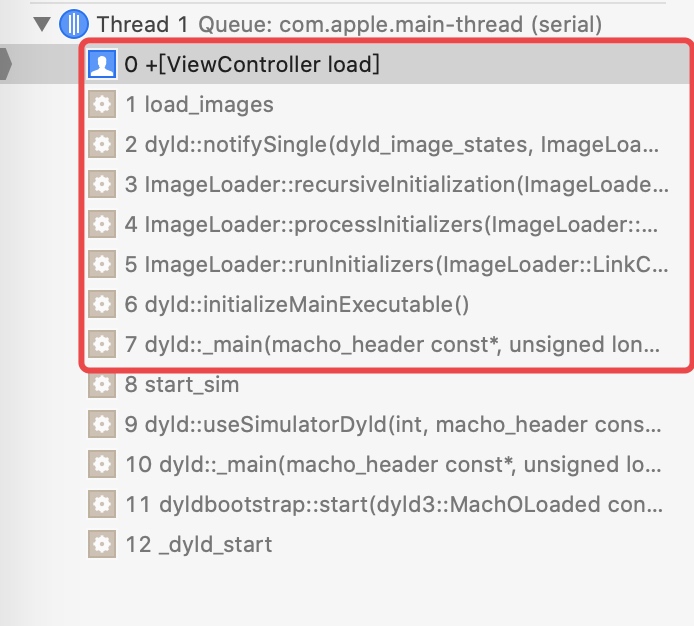 Thread 1 Queue: com.apple.main-thread (serial)
0 +[ViewController load]
1 load_images
2 dyld::notifySingle(dyld_image_states, ImageLoa...
3 ImageLoader::recursiveInitialization(ImageLoade...
4 ImageLoader::processInitializers(ImageLoader::...
5 ImageLoader::runInitializers(ImageLoader::LinkC...
6 dyld::initializeMainExecutable()
7 dyld::_main(macho_header const*, unsigned lon...
8 start_sim
9 dyld::useSimulatorDyld(int, macho_header cons...
10 dyld::_main(macho_header const*, unsigned lo...
11 dyldbootstrap::start(dyld3::MachOLoaded con...
12 _dyld_start